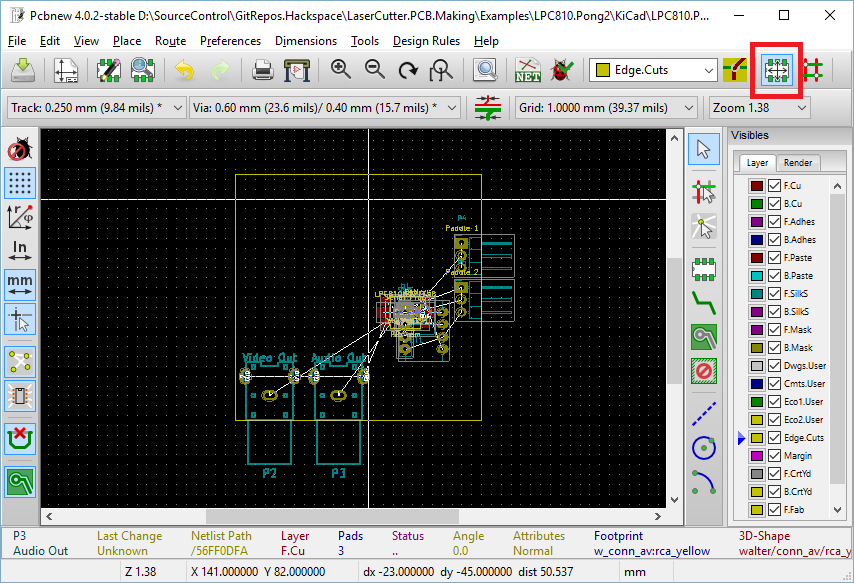 Pcbnew 4.0.2-stable D:\SourceControl\GitRepos.Hackspace\LaserCutter.PCB.Making\Examples\LPC810.Pong2\KiCad\LPC810.P...
File Edit View Place Route Preferences Dimensions Tools Design Rules Help
NET
Edge.Cuts
Track: 0.250 mm (9.84 mils) *
Via: 0.60 mm (23.6 mils)/ 0.40 mm (15.7 mils) *
Grid: 1.0000 mm (39.37 mils)
Zoom 1.38
In
mm
P4
Paddle 1
Paddle 2
Video Out
Audio Out
P2
P3
Visibles
Layer Render
F.Cu
B.Cu
F.Adhes
B.Adhes
F.Paste
B.Paste
F.SilkS
B.SilkS
F.Mask
B.Mask
Dwgs.User
Cmts.User
Eco1.User
Eco2.User
Edge.Cuts
Margin
F.CrtYd
B.CrtYd
F.Fab
P3 Last Change Netlist Path Layer Pads Status Angle Attributes Footprint 3D-Shape
Audio Out Unknown /56FF0DFA F.Cu 3 .. 0.0 Normal w_conn_av:rca_yellow walter/conn_av/rca_y
Z 1.38 X 141.000000 Y 82.000000 dx -23.000000 dy -45.000000 dist 50.537 mm